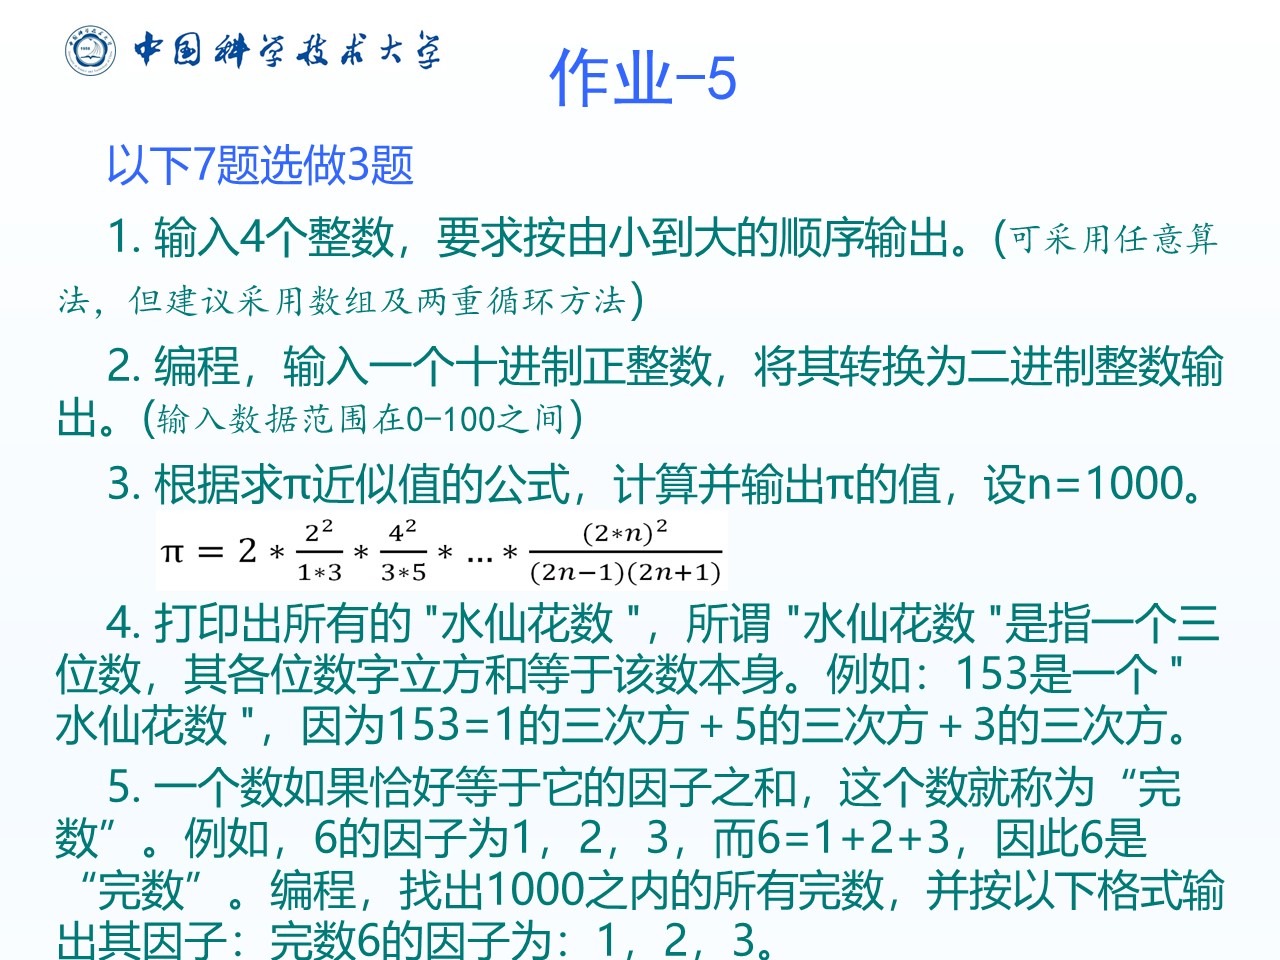 中国科学技术大学
作业-5
以下7题选做3题
1. 输入4个整数，要求按由小到大的顺序输出。(可采用任意算
法，但建议采用数组及两重循环方法)
2. 编程，输入一个十进制正整数，将其转换为二进制整数输
出。(输入数据范围在0-100之间)
3. 根据求π近似值的公式，计算并输出π的值，设n=1000。
π = 2 * 2²/(1*3) * 4²/(3*5) * … * (2*n)²/((2n−1)(2n+1))
4. 打印出所有的 "水仙花数 "，所谓 "水仙花数 "是指一个三
位数，其各位数字立方和等于该数本身。例如：153是一个 "
水仙花数 "，因为153=1的三次方＋5的三次方＋3的三次方。
5. 一个数如果恰好等于它的因子之和，这个数就称为“完
数”。例如，6的因子为1，2，3，而6=1+2+3，因此6是
“完数”。编程，找出1000之内的所有完数，并按以下格式输
出其因子：完数6的因子为：1，2，3。